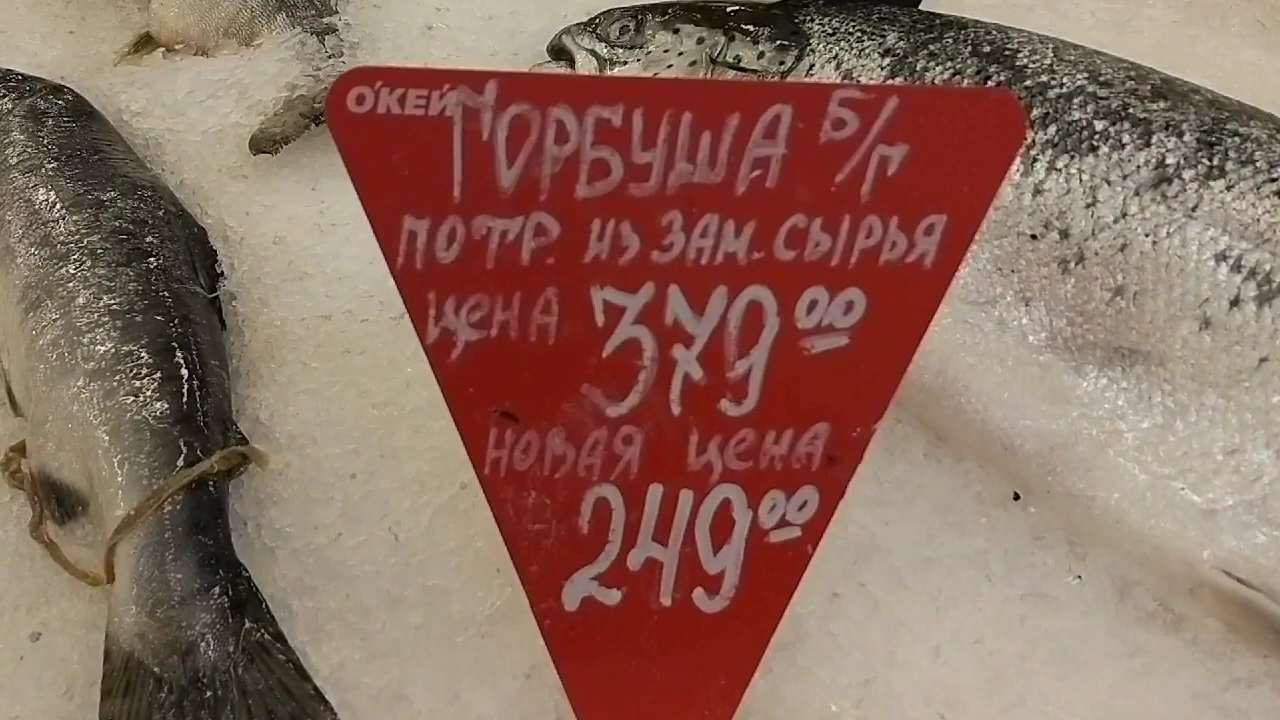 О'КЕЙ
ГОРБУША Б/Г
ПОТР. ИЗ ЗАМ. СЫРЬЯ
ЦЕНА 379 00
НОВАЯ ЦЕНА
249 00